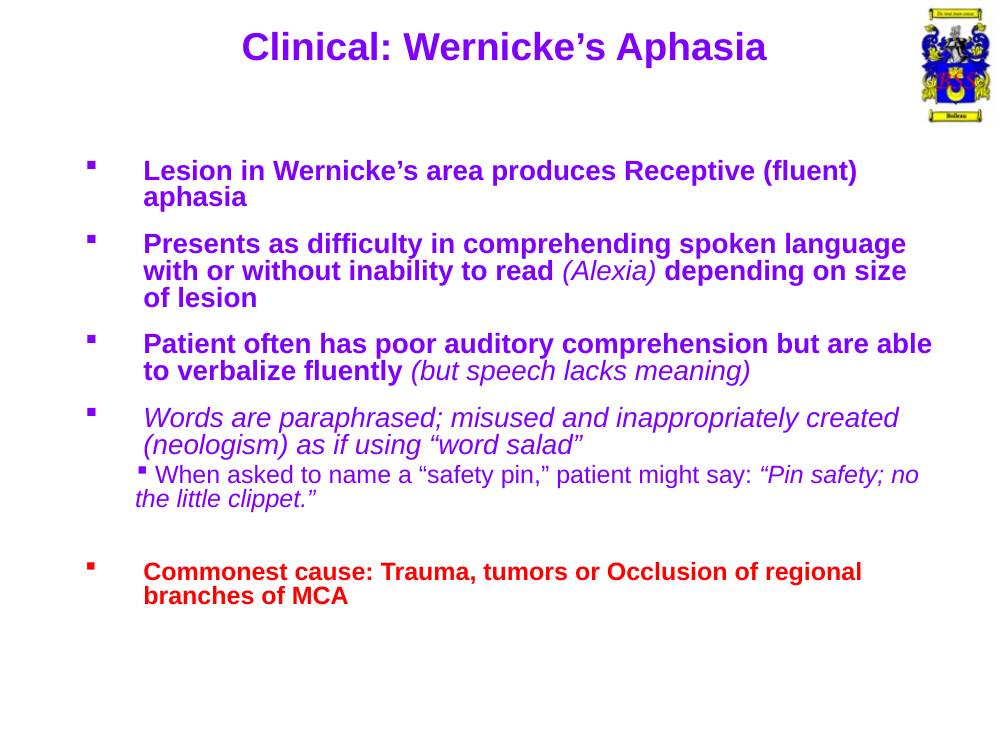 Clinical: Wernicke’s Aphasia
▪ Lesion in Wernicke’s area produces Receptive (fluent)
aphasia
▪ Presents as difficulty in comprehending spoken language
with or without inability to read (Alexia) depending on size
of lesion
▪ Patient often has poor auditory comprehension but are able
to verbalize fluently (but speech lacks meaning)
▪ Words are paraphrased; misused and inappropriately created
(neologism) as if using “word salad”
▪ When asked to name a “safety pin,” patient might say: “Pin safety; no
the little clippet.”
▪ Commonest cause: Trauma, tumors or Occlusion of regional
branches of MCA
Boileau